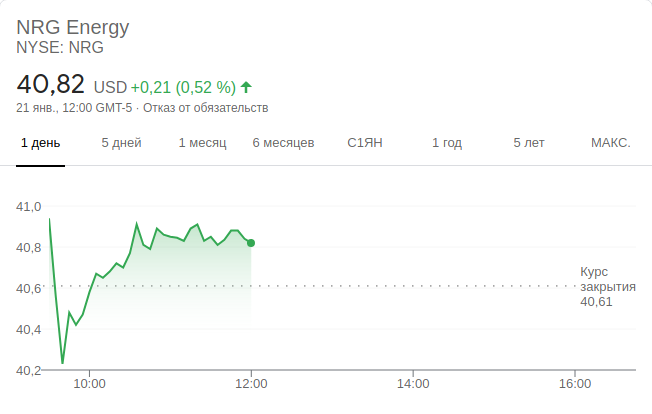 NRG Energy
NYSE: NRG
40,82 USD +0,21 (0,52 %)
21 янв., 12:00 GMT-5 · Отказ от обязательств
1 день 5 дней 1 месяц 6 месяцев С1ЯН 1 год 5 лет МАКС.
41,0
40,8
40,6
40,4
40,2
Курс
закрытия
40,61
10:00 12:00 14:00 16:00